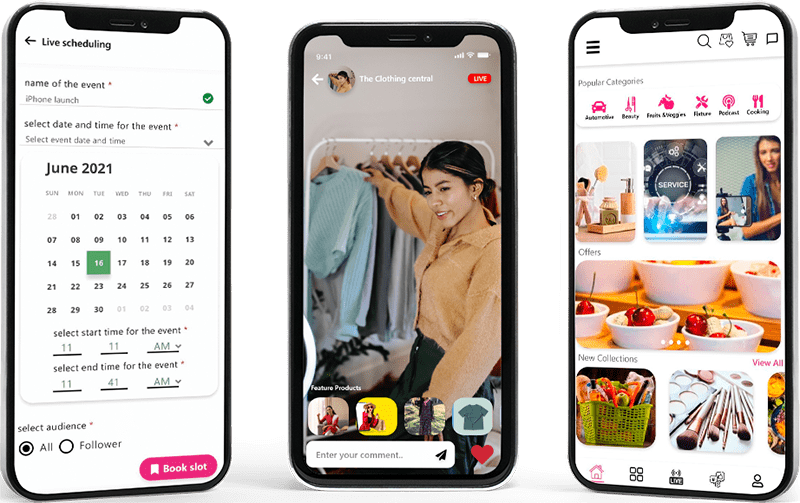 Live scheduling
name of the event *
iPhone launch
select date and time for the event *
Select event date and time
June 2021
SUN MON TUE WED THU FRI SAT
28 01 02 03 04 05 06
07 08 09 10 11 12 13
14 15 16 17 18 19 20
21 22 23 24 25 26 27
28 29 30 01 02 03 04
select start time for the event *
11 11 AM
select end time for the event *
11 41 AM
select audience *
All Follower
Book slot
9:41
The Clothing central LIVE
Feature Products
Enter your comment..
Popular Categories
Automotive Beauty Fruits &Veggies Fixture Podcast Cooking
SERVICE
Offers
New Collections View All
LIVE